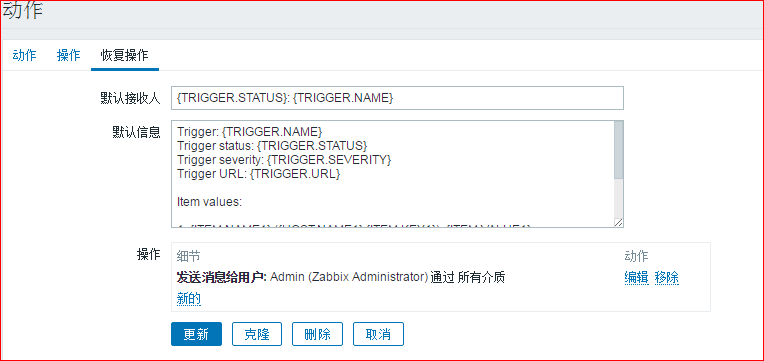 动作
动作 操作 恢复操作
默认接收人 {TRIGGER.STATUS}: {TRIGGER.NAME}
默认信息 Trigger: {TRIGGER.NAME}
Trigger status: {TRIGGER.STATUS}
Trigger severity: {TRIGGER.SEVERITY}
Trigger URL: {TRIGGER.URL}
Item values:
操作 细节 动作
发送消息给用户: Admin (Zabbix Administrator) 通过 所有介质 编辑 移除
新的
更新 克隆 删除 取消